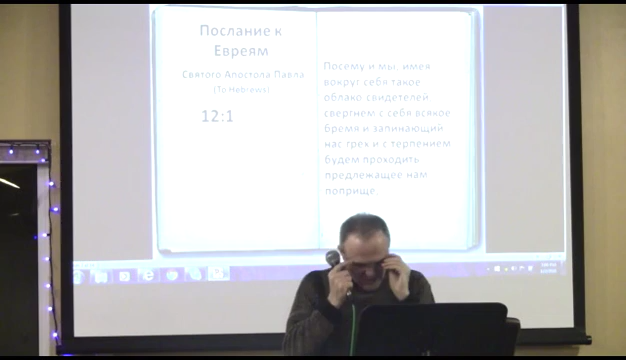 Послание к
Евреям
Святого Апостола Павла
(To Hebrews)
12:1
Посему и мы, имея
вокруг себя такое
облако свидетелей
свергнем с себя всякое
бремя и запинающий
нас грех и с терпением
будем проходить
предлежащее нам
поприще.